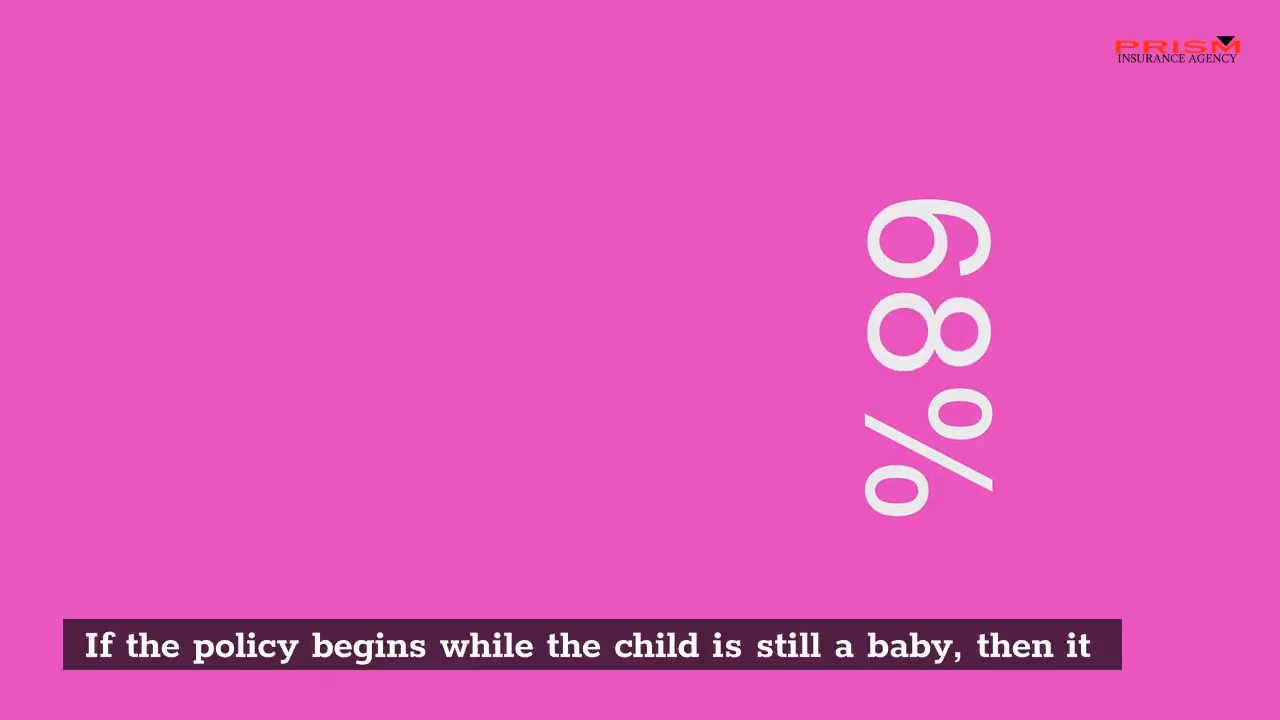 PRISM
INSURANCE AGENCY
68%
If the policy begins while the child is still a baby, then it